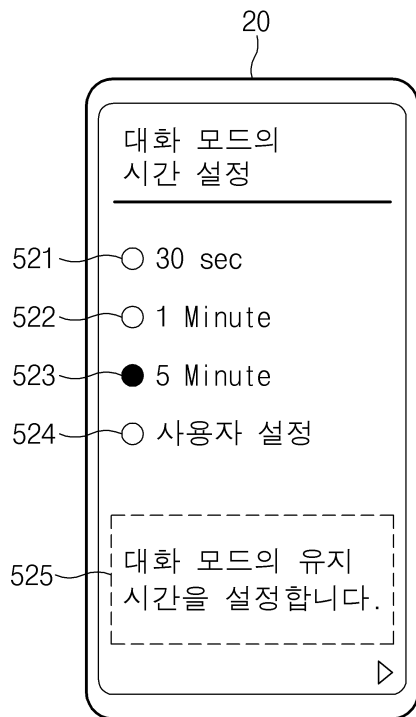 20
대화 모드의
시간 설정
521 30 sec
522 1 Minute
523 5 Minute
524 사용자 설정
525
대화 모드의 유지
시간을 설정합니다.